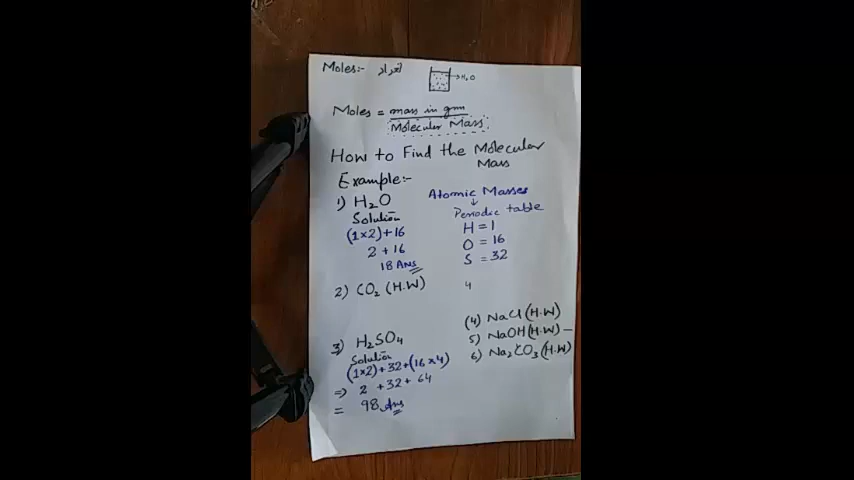 Moles:-
H2O
Moles = mass in gm
Molecular Mass
How to Find the Molecular
Mass
Example:-
1) H2O
Solution
(1×2)+16
2 + 16
18 Ans
Atomic Masses
↓
Periodic table
H = 1
O = 16
S = 32
2) CO2 (H.W)
4
3) H2SO4
Solution
(1×2)+32+(16×4)
⇒ 2 +32+ 64
= 98 Ans
(4) NaCl (H.W)
5) NaOH (H.W) —
6) Na2CO3 (H.W)